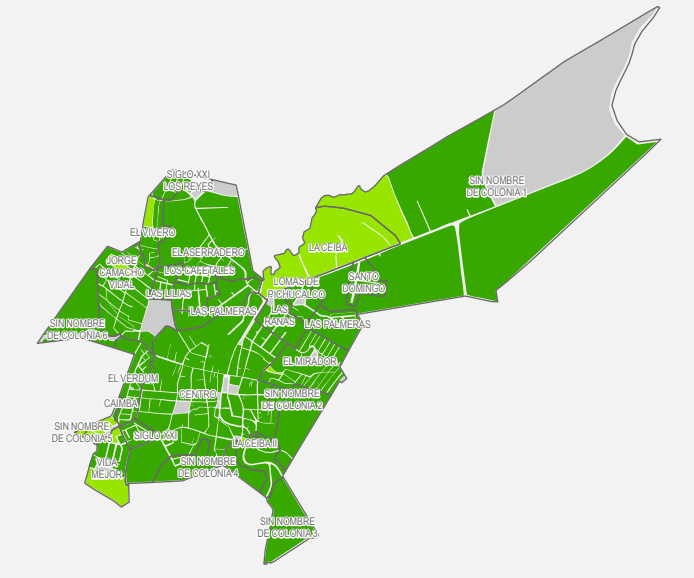 SIGLO XXI
LOS REYES
SIN NOMBRE
DE COLONIA 1
EL VIVERO
EL ASERRADERO
LA CEIBA
JORGE
CAMACHO
VIDAL
LOS CAFETALES
LOMAS DE
PICHUCALCO
SANTO
DOMINGO
LAS LILIAS
LAS PALMERAS
LAS
RANAS
LAS PALMERAS
SIN NOMBRE
DE COLONIA 6
EL MIRADOR
EL VERDUM
CENTRO
SIN NOMBRE
DE COLONIA 2
CAIMBA
SIN NOMBRE
DE COLONIA 5
SIGLO XXI
LA CEIBA II
VIDA
MEJOR
SIN NOMBRE
DE COLONIA 4
SIN NOMBRE
DE COLONIA 3